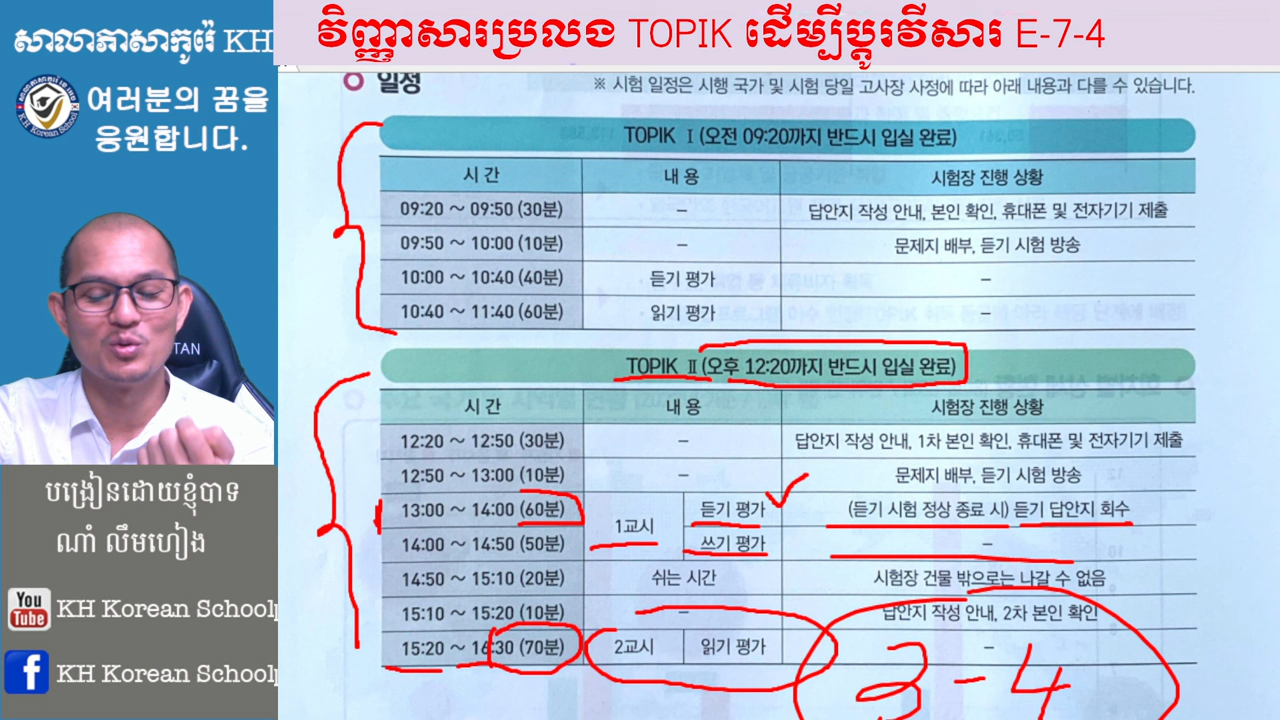 សាលាភាសាកូរ៉េ KH
វិញ្ញាសារប្រលង TOPIK ដើម្បីប្តូរវីសារ E-7-4
여러분의 꿈을
응원합니다.
KH Korean School
일정
※ 시험 일정은 시행 국가 및 시험 당일 고사장 사정에 따라 아래 내용과 다를 수 있습니다.
TOPIK Ⅰ (오전 09:20까지 반드시 입실 완료)
시 간 내 용 시험장 진행 상황
09:20 ~ 09:50 (30분) － 답안지 작성 안내, 본인 확인, 휴대폰 및 전자기기 제출
09:50 ~ 10:00 (10분) － 문제지 배부, 듣기 시험 방송
10:00 ~ 10:40 (40분) 듣기 평가 －
10:40 ~ 11:40 (60분) 읽기 평가 －
TOPIK Ⅱ (오후 12:20까지 반드시 입실 완료)
시 간 내 용 시험장 진행 상황
12:20 ~ 12:50 (30분) － 답안지 작성 안내, 1차 본인 확인, 휴대폰 및 전자기기 제출
12:50 ~ 13:00 (10분) － 문제지 배부, 듣기 시험 방송
13:00 ~ 14:00 (60분) 1교시 듣기 평가 (듣기 시험 정상 종료 시) 듣기 답안지 회수
14:00 ~ 14:50 (50분) 쓰기 평가 －
14:50 ~ 15:10 (20분) 쉬는 시간 시험장 건물 밖으로는 나갈 수 없음
15:10 ~ 15:20 (10분) － 답안지 작성 안내, 2차 본인 확인
15:20 ~ 16:30 (70분) 2교시 읽기 평가 －
3-4
TAN
បង្រៀនដោយខ្ញុំបាទ
ណាំ លឹមហៀង
You Tube KH Korean School
f KH Korean School